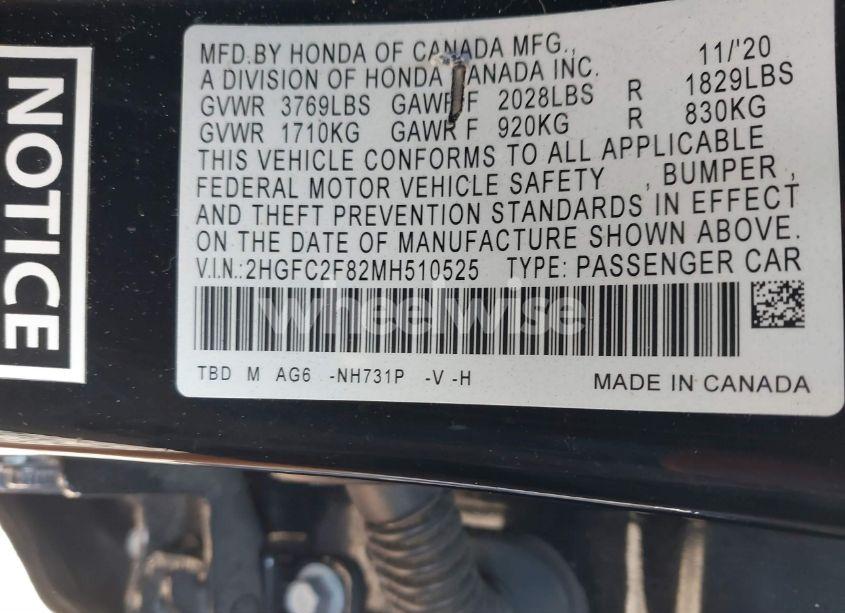 NOTICE
MFD.BY HONDA OF CANADA MFG., 11/'20
A DIVISION OF HONDA CANADA INC.
GVWR 3769LBS GAWR F 2028LBS R 1829LBS
GVWR 1710KG GAWR F 920KG R 830KG
THIS VEHICLE CONFORMS TO ALL APPLICABLE
FEDERAL MOTOR VEHICLE SAFETY , BUMPER ,
AND THEFT PREVENTION STANDARDS IN EFFECT
ON THE DATE OF MANUFACTURE SHOWN ABOVE.
V.I.N.:2HGFC2F82MH510525 TYPE: PASSENGER CAR
wheelwise
TBD M AG6 -NH731P -V -H MADE IN CANADA